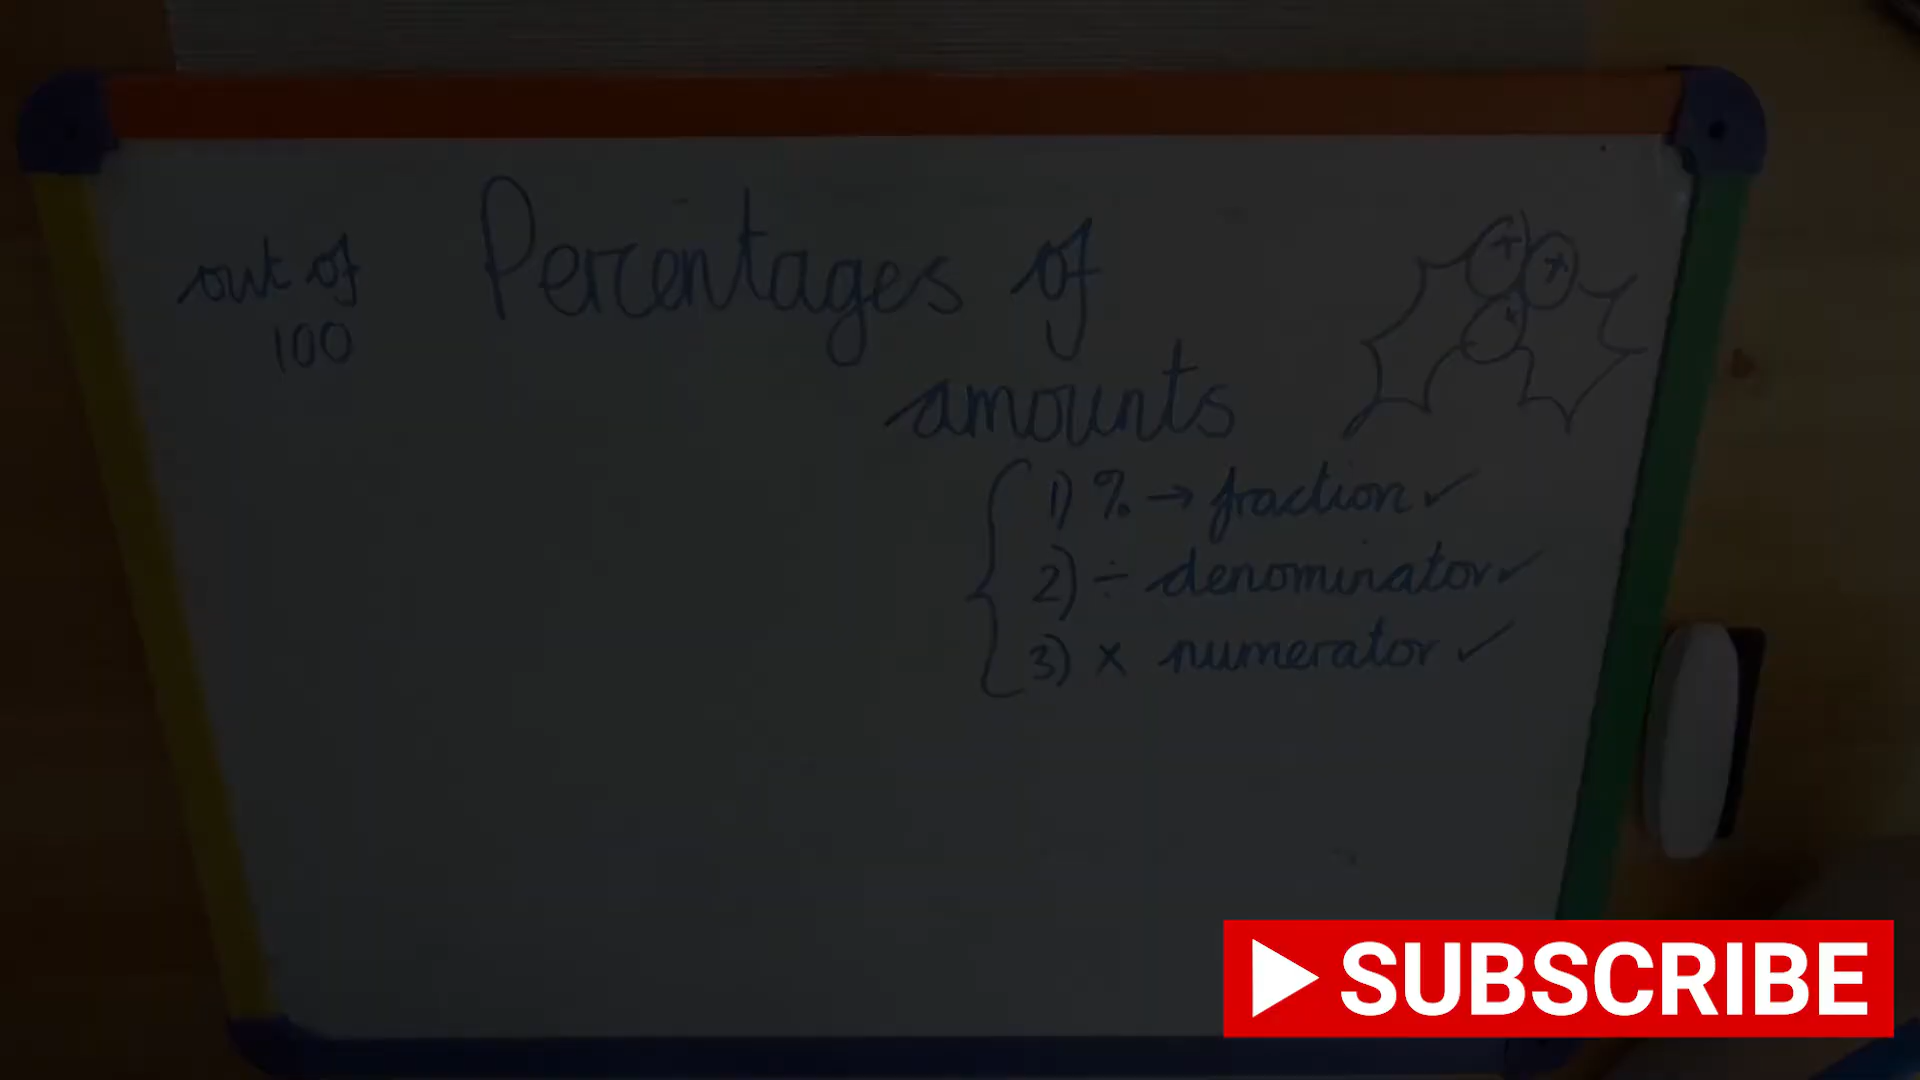 out of
100
Percentages of
amounts
1) % → fraction ✓
2) ÷ denominator ✓
3) × numerator ✓
SUBSCRIBE